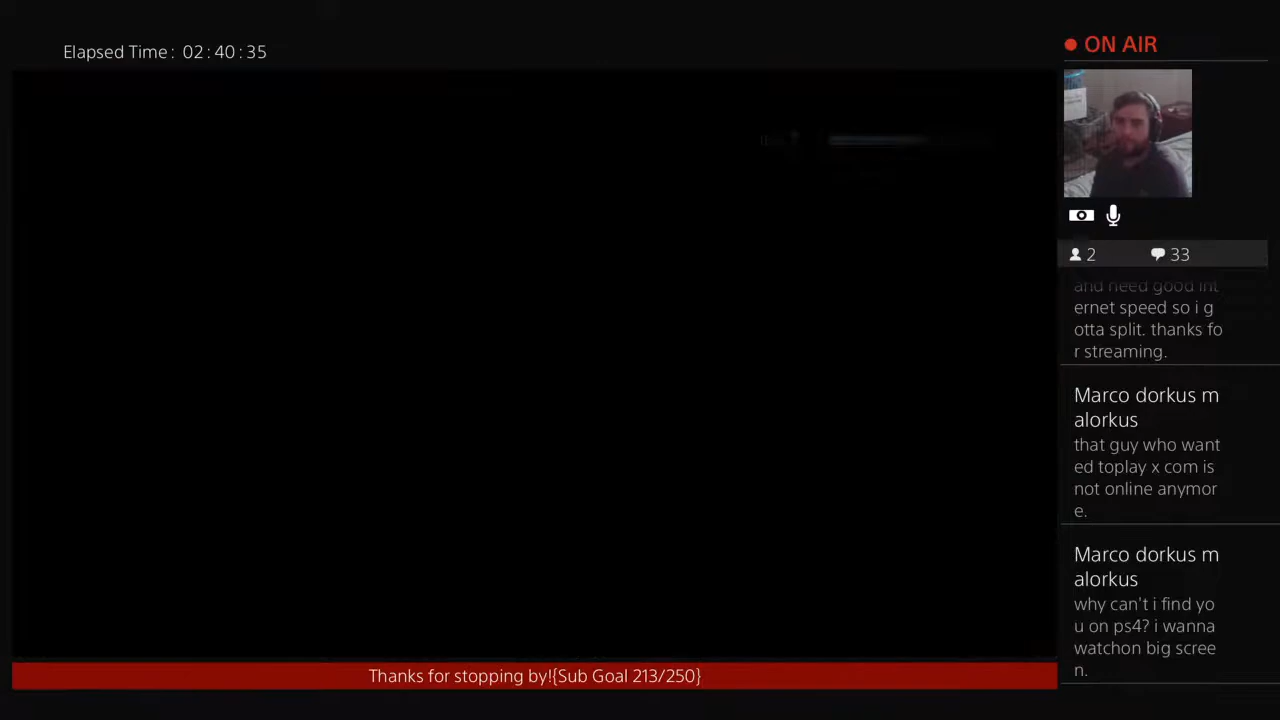 Elapsed Time: 02:40:35
ON AIR
2 33
and need good int
ernet speed so i g
otta split. thanks fo
r streaming.
Marco dorkus m
alorkus
that guy who want
ed toplay x com is
not online anymor
e.
Marco dorkus m
alorkus
why can't i find yo
u on ps4? i wanna
watchon big scree
n.
Thanks for stopping by!{Sub Goal 213/250}